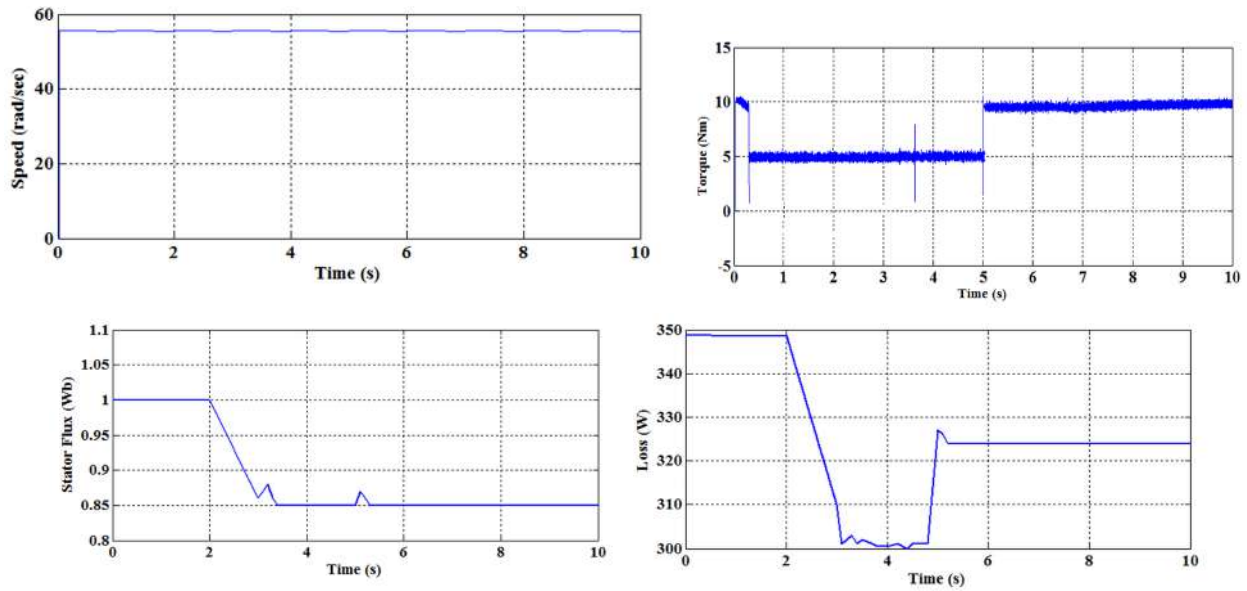 60
40
20
0
Speed (rad/sec)
0 2 4 6 8 10
Time (s)
15
10
5
0
-5
Torque (Nm)
0 1 2 3 4 5 6 7 8 9 10
Time (s)
1.1
1.05
1
0.95
0.9
0.85
0.8
Stator Flux (Wb)
0 2 4 6 8 10
Time (s)
350
340
330
320
310
300
Loss (W)
0 2 4 6 8 10
Time (s)